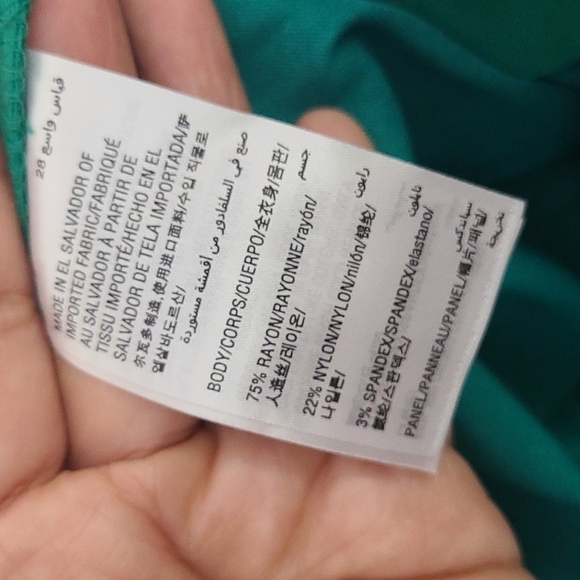 28 قياس واسع
MADE IN EL SALVADOR OF
IMPORTED FABRIC/FABRIQUÉ
AU SALVADOR À PARTIR DE
TISSU IMPORTÉ/HECHO EN EL
SALVADOR DE TELA IMPORTADA/萨
尔瓦多制造,使用进口面料/수입 직물로
엘살바도르산/
صنع في السلفادور من أقمشة مستوردة
BODY/CORPS/CUERPO/全衣身/몸판/
جسم
75% RAYON/RAYONNE/rayón/
人造丝/레이온/
رايون
22% NYLON/NYLON/nilón/锦纶/
나일론/
نايلون
3% SPANDEX/SPANDEX/elastano/
氨纶/스판덱스/
سباندكس
PANEL/PANNEAU/PANEL/幅片/패널/